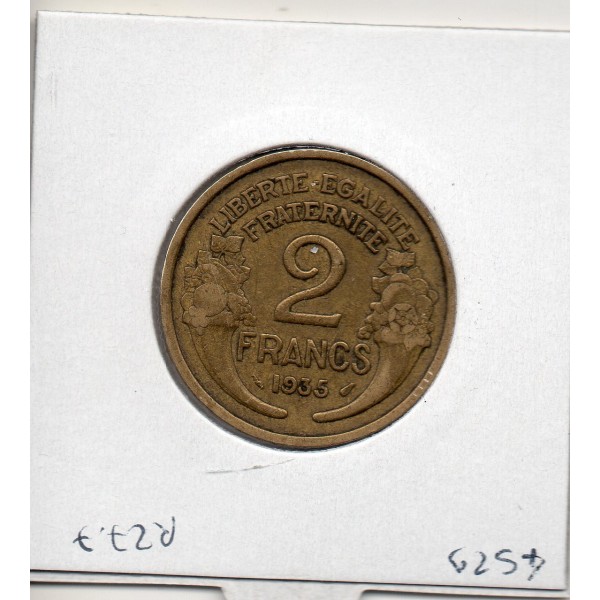 LIBERTE·EGALITE
FRATERNITE
2
FRANCS
1935